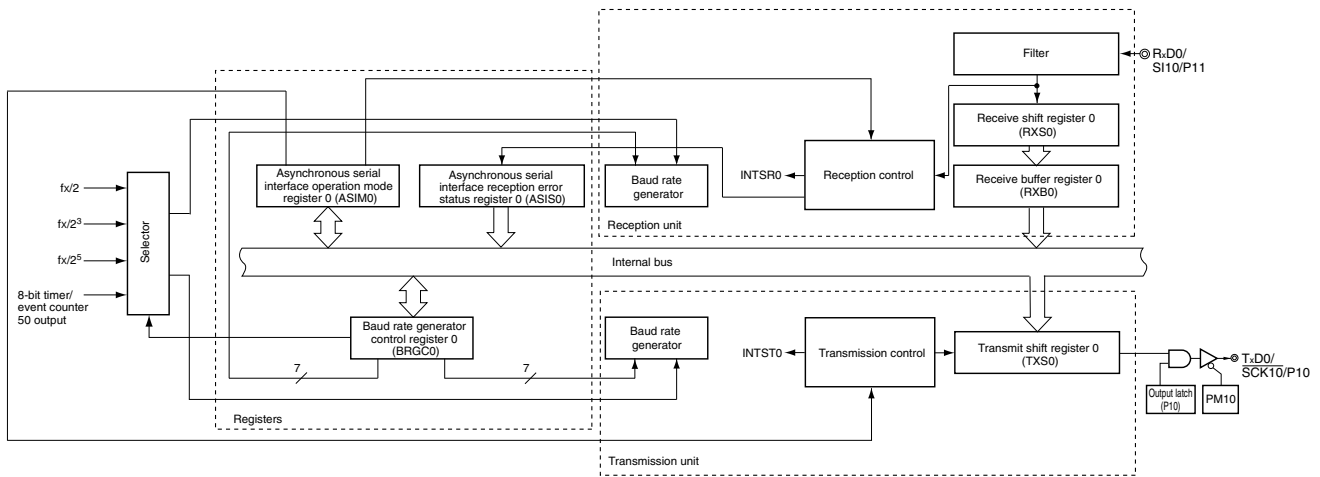 Filter
RxD0/
SI10/P11
Receive shift register 0
(RXS0)
Asynchronous serial
interface operation mode
register 0 (ASIM0)
Asynchronous serial
interface reception error
status register 0 (ASIS0)
Baud rate
generator
INTSR0
Reception control
Receive buffer register 0
(RXB0)
Reception unit
fx/2
fx/2³
fx/2⁵
8-bit timer/
event counter
50 output
Selector
Internal bus
Baud rate generator
control register 0
(BRGC0)
7
7
Registers
Baud rate
generator
INTST0
Transmission control
Transmit shift register 0
(TXS0)
TxD0/
SCK10/P10
Output latch
(P10)
PM10
Transmission unit